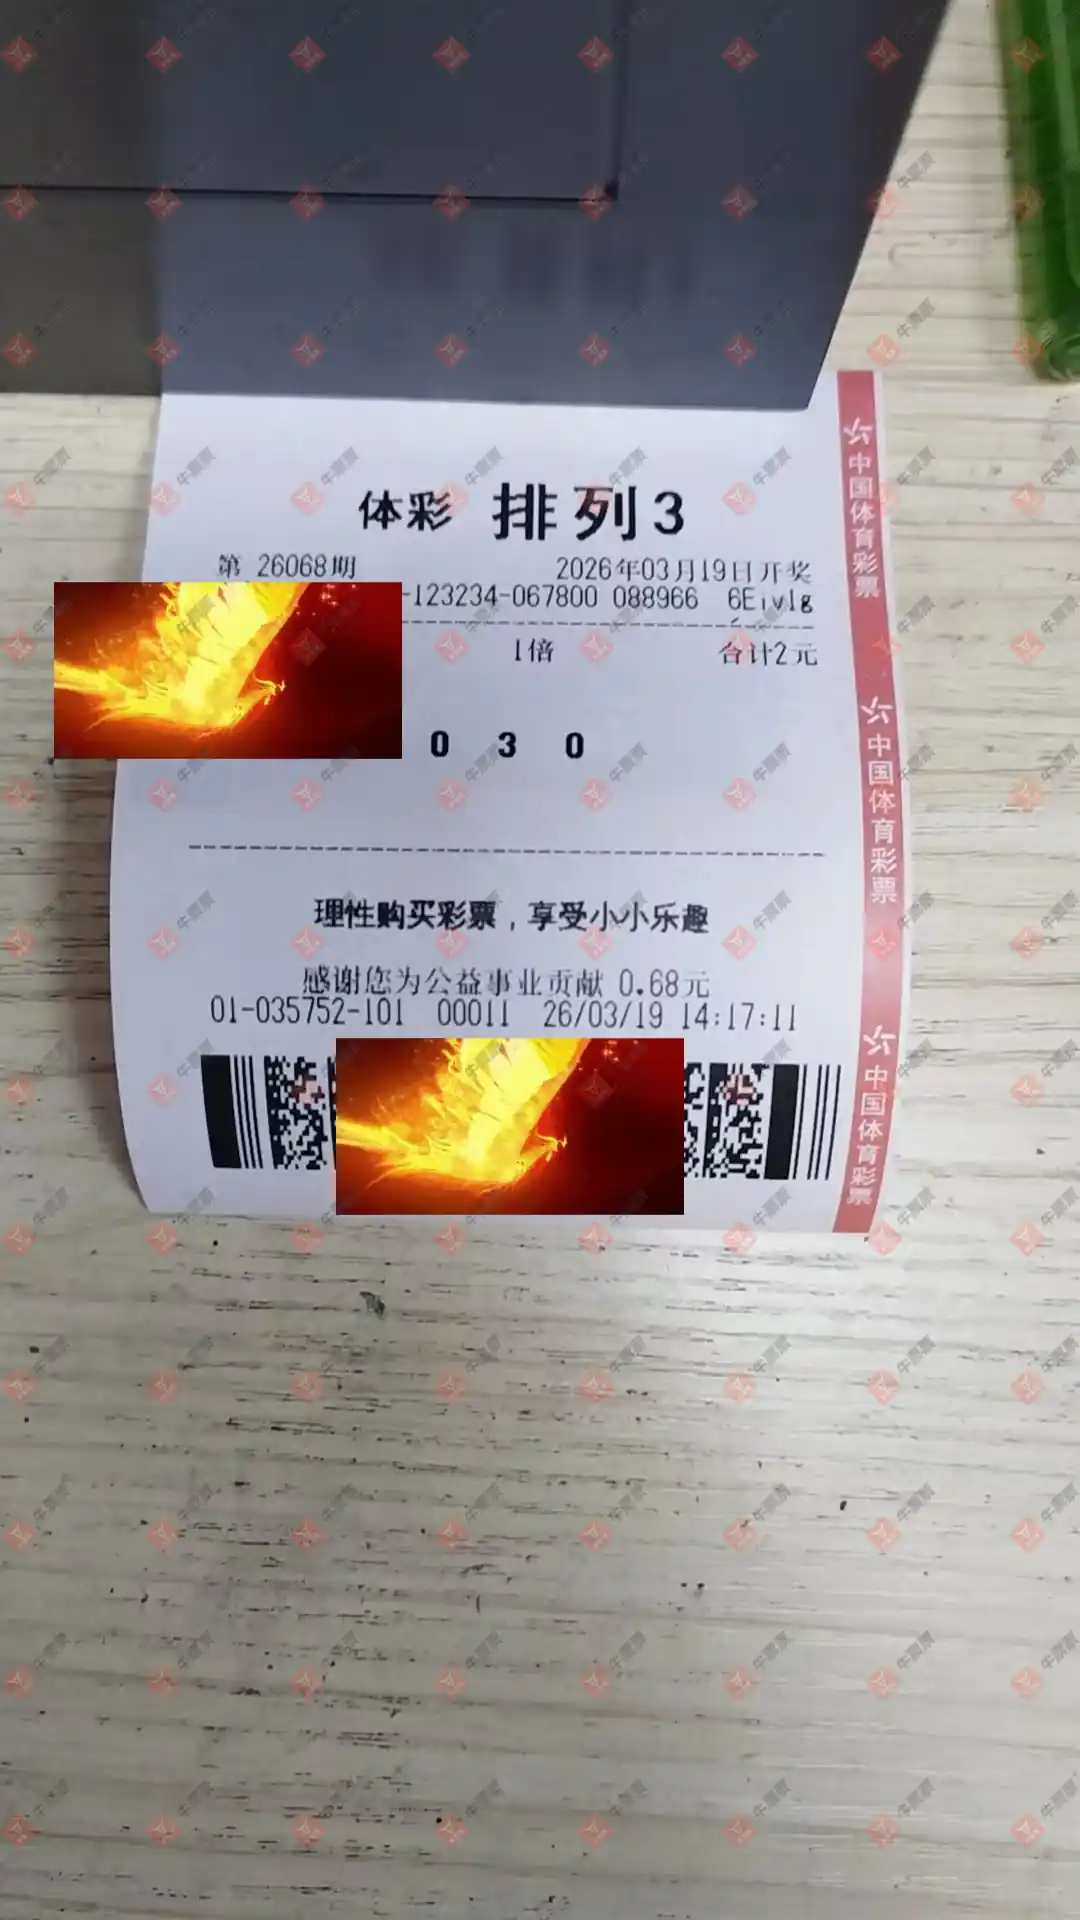 体彩 排列3
第 26068期 2026年03月19日开奖
-123234-067800 088966 6Eivlg
1倍 合计2元
0 3 0
理性购买彩票，享受小小乐趣
感谢您为公益事业贡献 0.68元
01-035752-101 00011 26/03/19 14:17:11
中国体育彩票
中国体育彩票
中国体育彩票
牛票票